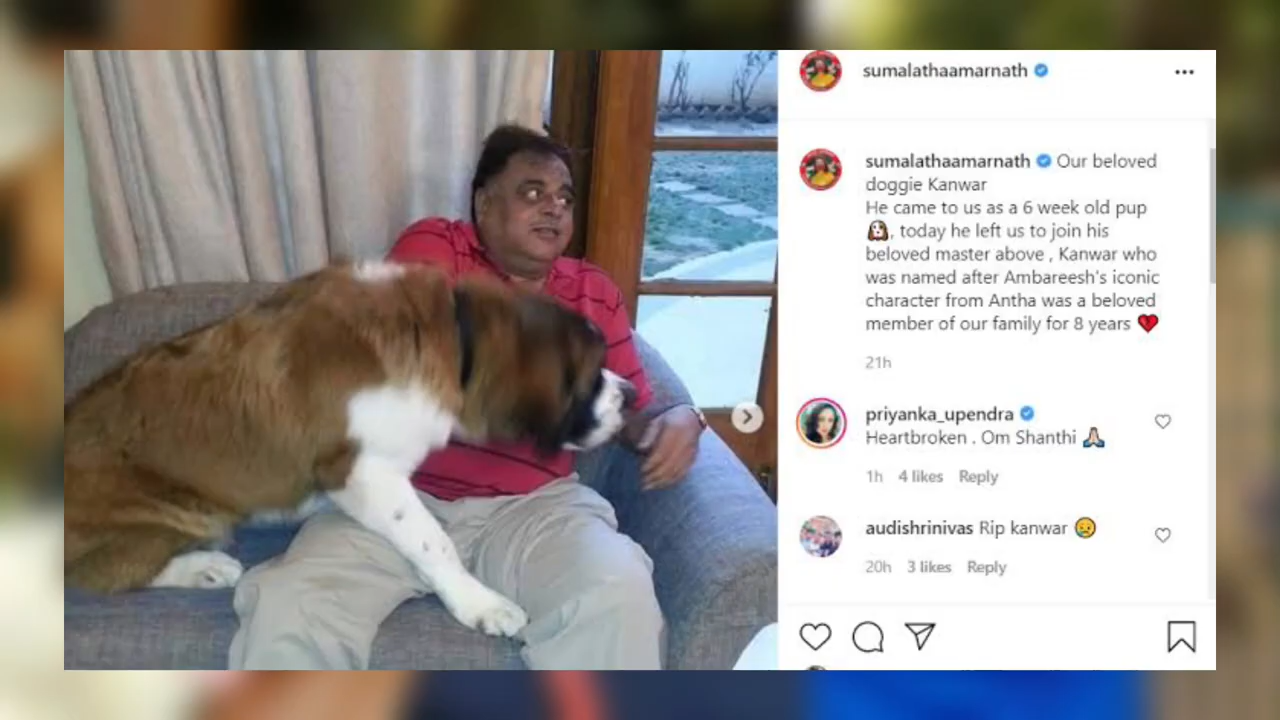 sumalathaamarnath
sumalathaamarnath Our beloved
doggie Kanwar
He came to us as a 6 week old pup
🐶, today he left us to join his
beloved master above , Kanwar who
was named after Ambareesh's iconic
character from Antha was a beloved
member of our family for 8 years 💔
21h
priyanka_upendra
Heartbroken . Om Shanthi 🙏🏻
1h 4 likes Reply
audishrinivas Rip kanwar 😥
20h 3 likes Reply